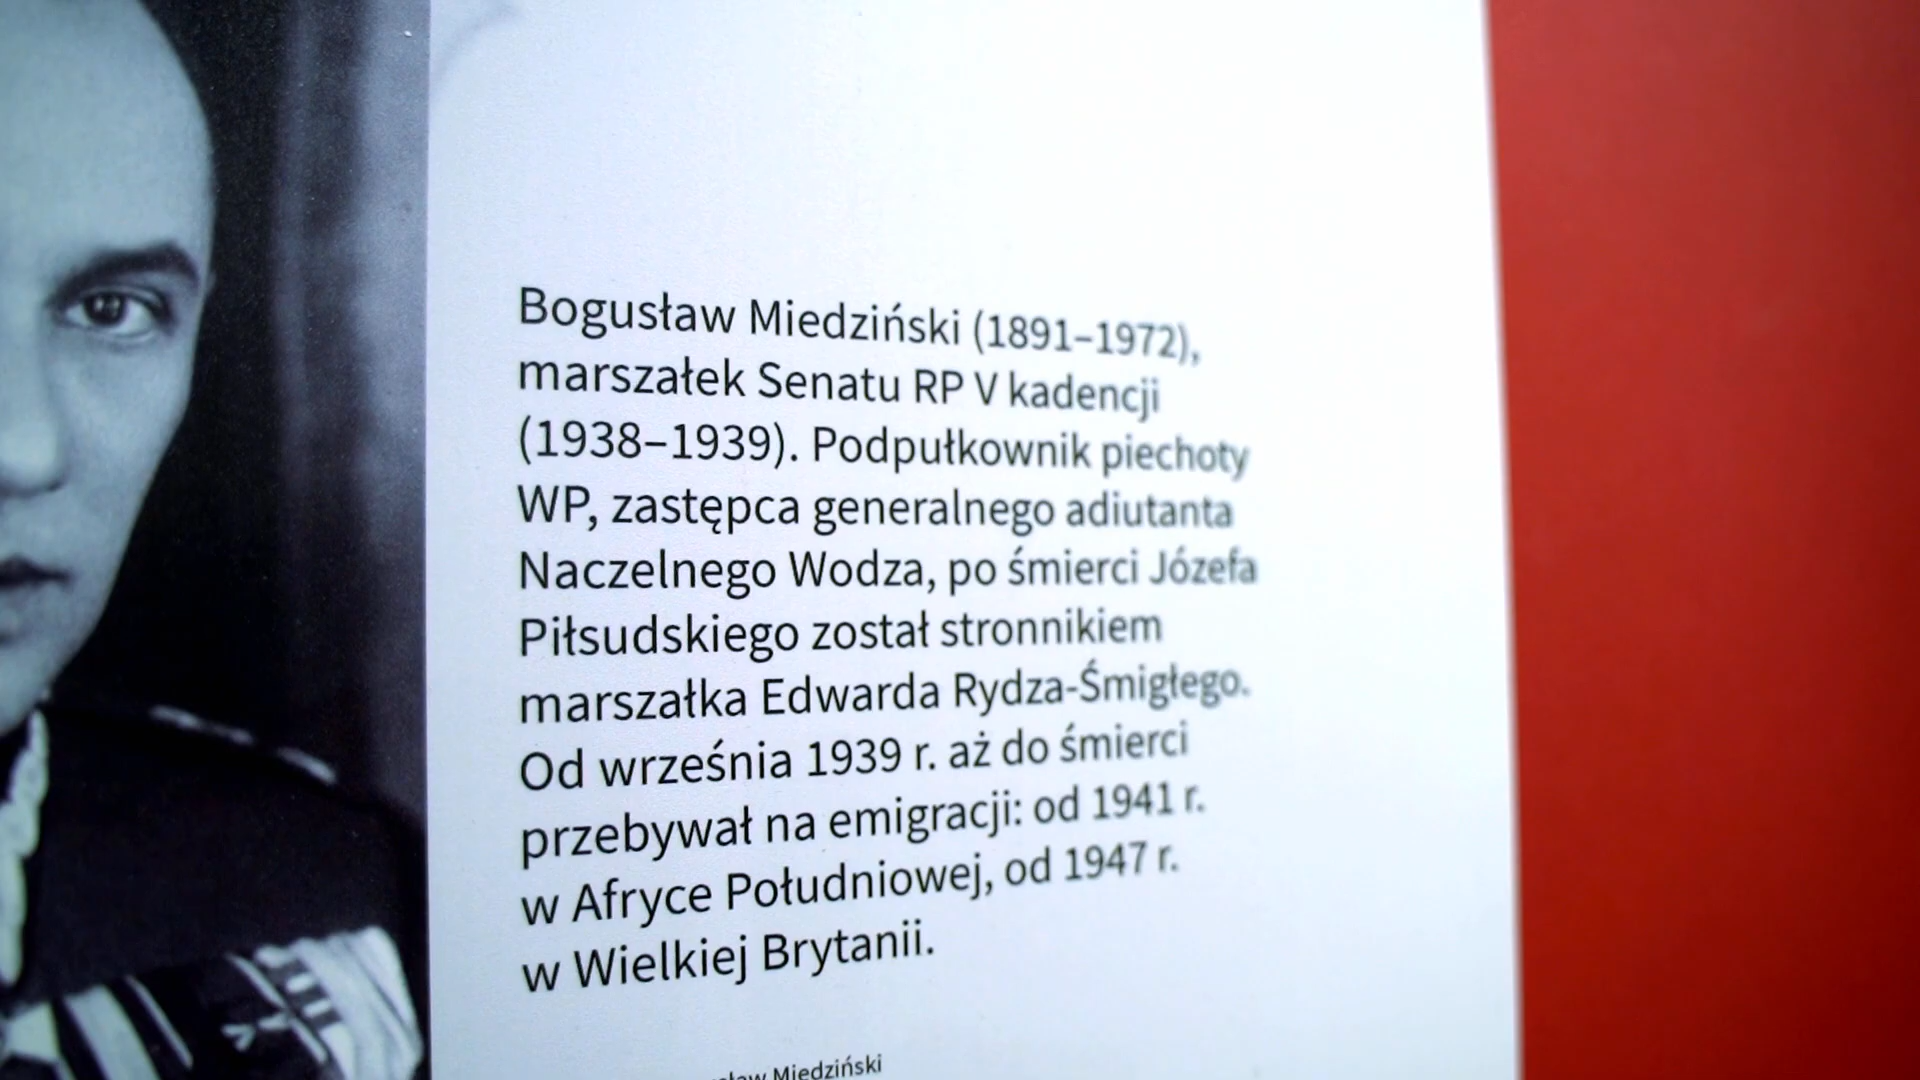 Bogusław Miedziński (1891–1972),
marszałek Senatu RP V kadencji
(1938–1939). Podpułkownik piechoty
WP, zastępca generalnego adiutanta
Naczelnego Wodza, po śmierci Józefa
Piłsudskiego został stronnikiem
marszałka Edwarda Rydza-Śmigłego.
Od września 1939 r. aż do śmierci
przebywał na emigracji: od 1941 r.
w Afryce Południowej, od 1947 r.
w Wielkiej Brytanii.
Miedziński